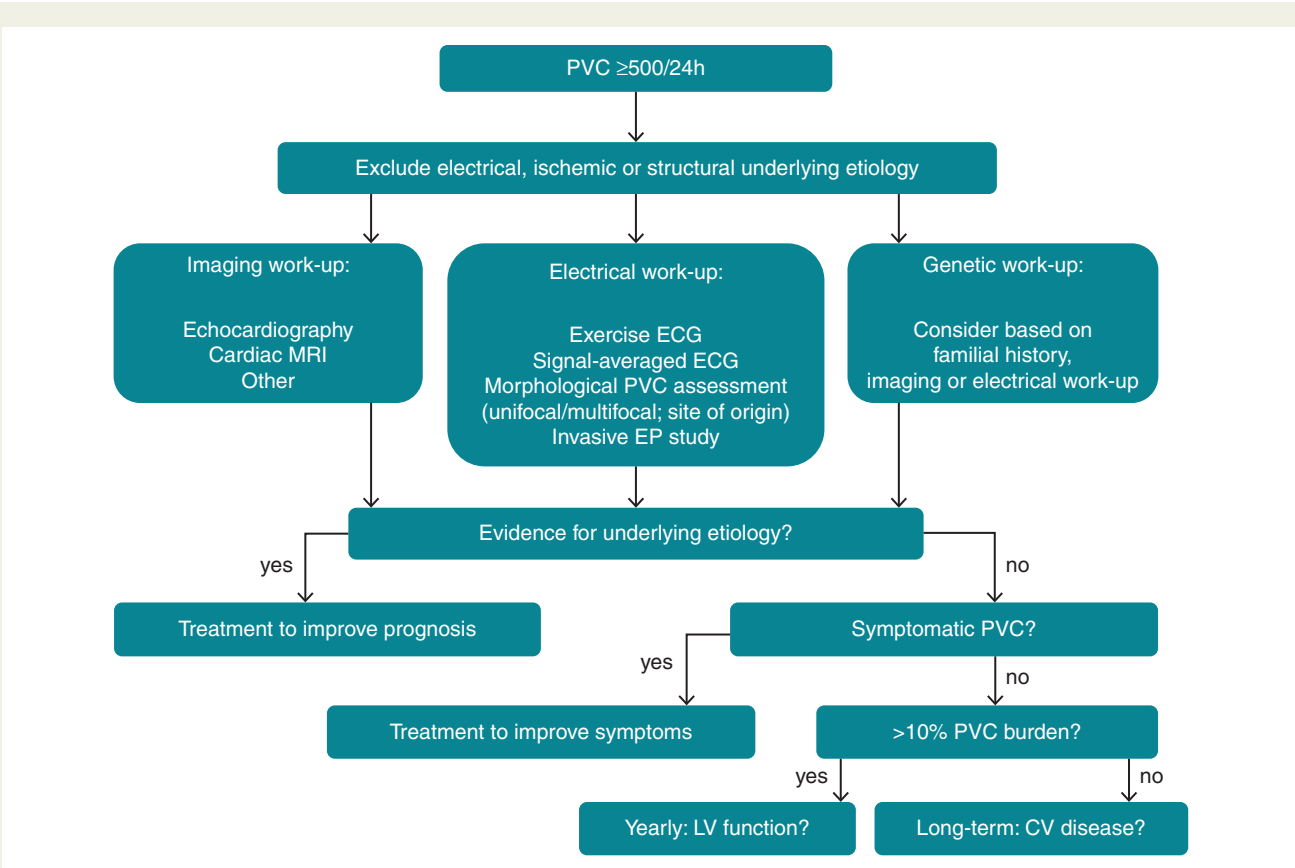 PVC ≥500/24h
Exclude electrical, ischemic or structural underlying etiology
Imaging work-up:
Echocardiography
Cardiac MRI
Other
Electrical work-up:
Exercise ECG
Signal-averaged ECG
Morphological PVC assessment
(unifocal/multifocal; site of origin)
Invasive EP study
Genetic work-up:
Consider based on
familial history,
imaging or electrical work-up
Evidence for underlying etiology?
yes
no
Treatment to improve prognosis
Symptomatic PVC?
yes
no
Treatment to improve symptoms
>10% PVC burden?
yes
no
Yearly: LV function?
Long-term: CV disease?